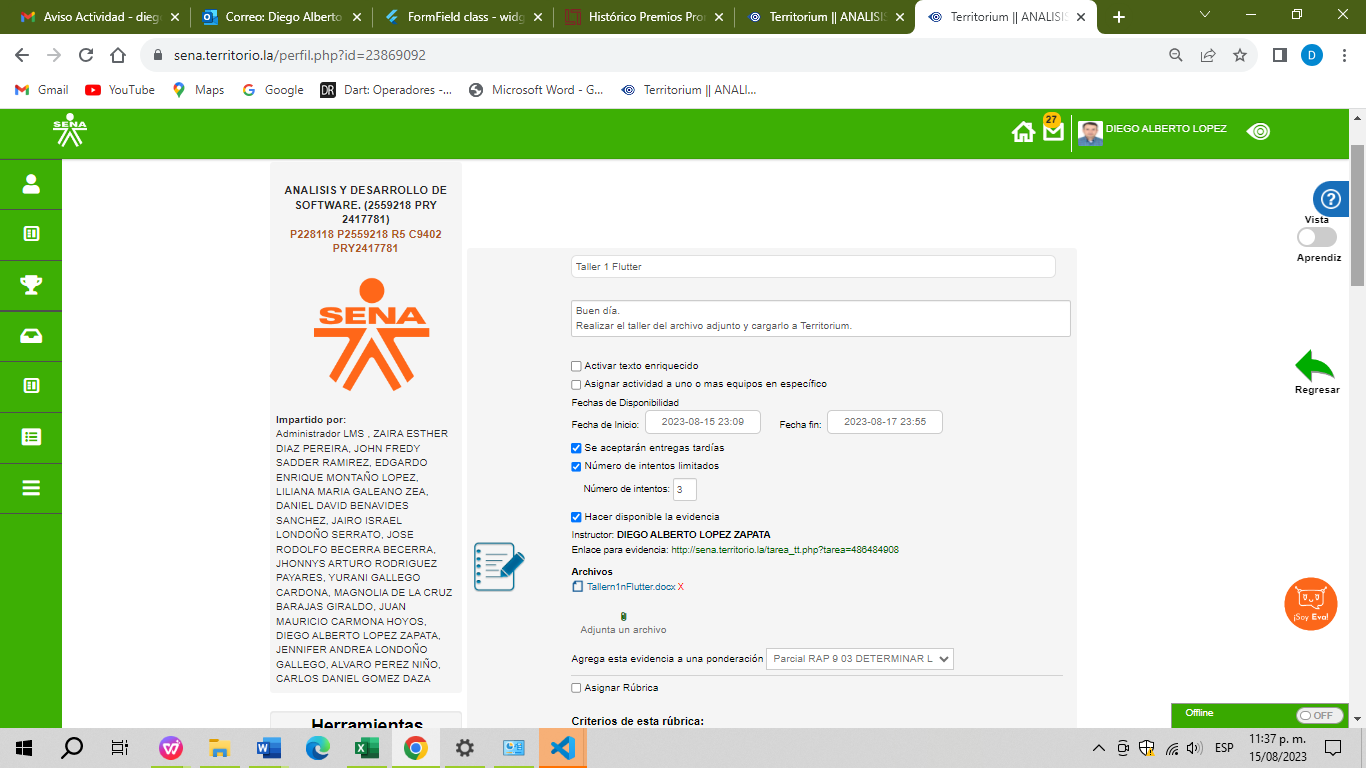 Aviso Actividad - dieg
Correo: Diego Alberto
FormField class - widg
Histórico Premios Pro
Territorium || ANALISIS
Territorium || ANALISIS
sena.territorio.la/perfil.php?id=23869092
D
Gmail
YouTube
Maps
Google
DR Dart: Operadores -...
Microsoft Word - G...
Territorium || ANALI...
SENA
27
DIEGO ALBERTO LOPEZ
ANALISIS Y DESARROLLO DE
SOFTWARE. (2559218 PRY
2417781)
P228118 P2559218 R5 C9402
PRY2417781
SENA
Impartido por:
Administrador LMS , ZAIRA ESTHER
DIAZ PEREIRA, JOHN FREDY
SADDER RAMIREZ, EDGARDO
ENRIQUE MONTAÑO LOPEZ,
LILIANA MARIA GALEANO ZEA,
DANIEL DAVID BENAVIDES
SANCHEZ, JAIRO ISRAEL
LONDOÑO SERRATO, JOSE
RODOLFO BECERRA BECERRA,
JHONNYS ARTURO RODRIGUEZ
PAYARES, YURANI GALLEGO
CARDONA, MAGNOLIA DE LA CRUZ
BARAJAS GIRALDO, JUAN
MAURICIO CARMONA HOYOS,
DIEGO ALBERTO LOPEZ ZAPATA,
JENNIFER ANDREA LONDOÑO
GALLEGO, ALVARO PEREZ NIÑO,
CARLOS DANIEL GOMEZ DAZA
Herramientas
Taller 1 Flutter
Buen día.
Realizar el taller del archivo adjunto y cargarlo a Territorium.
Activar texto enriquecido
Asignar actividad a uno o mas equipos en específico
Fechas de Disponibilidad
Fecha de Inicio: 2023-08-15 23:09 Fecha fin: 2023-08-17 23:55
Se aceptarán entregas tardías
Número de intentos limitados
Número de intentos: 3
Hacer disponible la evidencia
Instructor: DIEGO ALBERTO LOPEZ ZAPATA
Enlace para evidencia: http://sena.territorio.la/tarea_tt.php?tarea=486484908
Archivos
Tallern1nFlutter.docx X
Adjunta un archivo
Agrega esta evidencia a una ponderación Parcial RAP 9 03 DETERMINAR L
Asignar Rúbrica
Criterios de esta rúbrica:
?
Vista
Aprendiz
Regresar
¡Soy Eva!
Offline
OFF
ESP
11:37 p. m.
15/08/2023